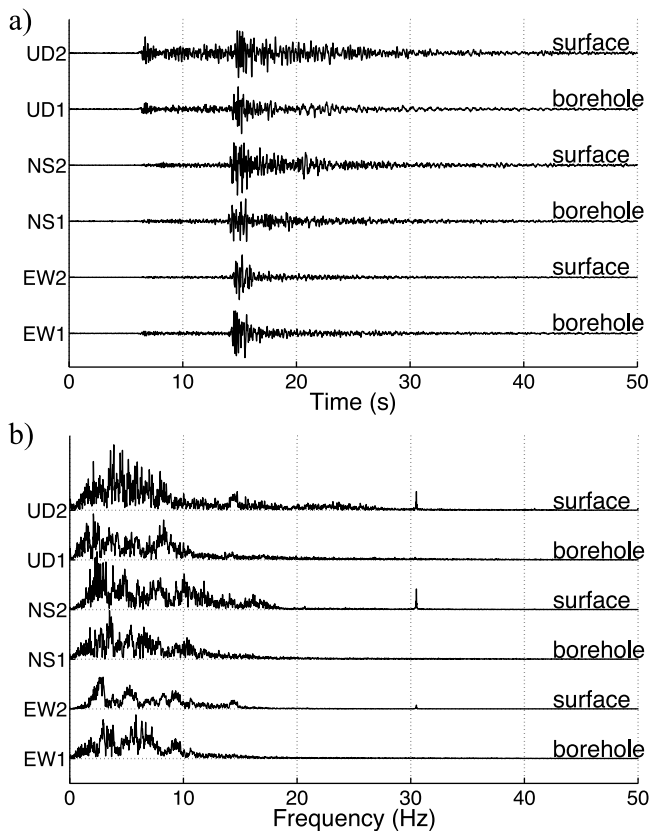 a)
UD2 surface
UD1 borehole
NS2 surface
NS1 borehole
EW2 surface
EW1 borehole
0 10 20 30 40 50
Time (s)
b)
UD2 surface
UD1 borehole
NS2 surface
NS1 borehole
EW2 surface
EW1 borehole
0 10 20 30 40 50
Frequency (Hz)